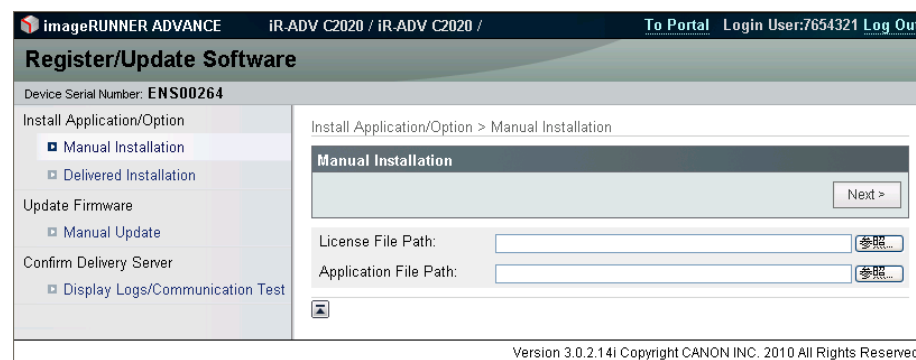 imageRUNNER ADVANCE iR-ADV C2020 / iR-ADV C2020 / To Portal Login User:7654321 Log Ou
Register/Update Software
Device Serial Number: ENS00264
Install Application/Option
Manual Installation
Delivered Installation
Update Firmware
Manual Update
Confirm Delivery Server
Display Logs/Communication Test
Install Application/Option > Manual Installation
Manual Installation
Next >
License File Path: 参照...
Application File Path: 参照...
Version 3.0.2.14i Copyright CANON INC. 2010 All Rights Reserved